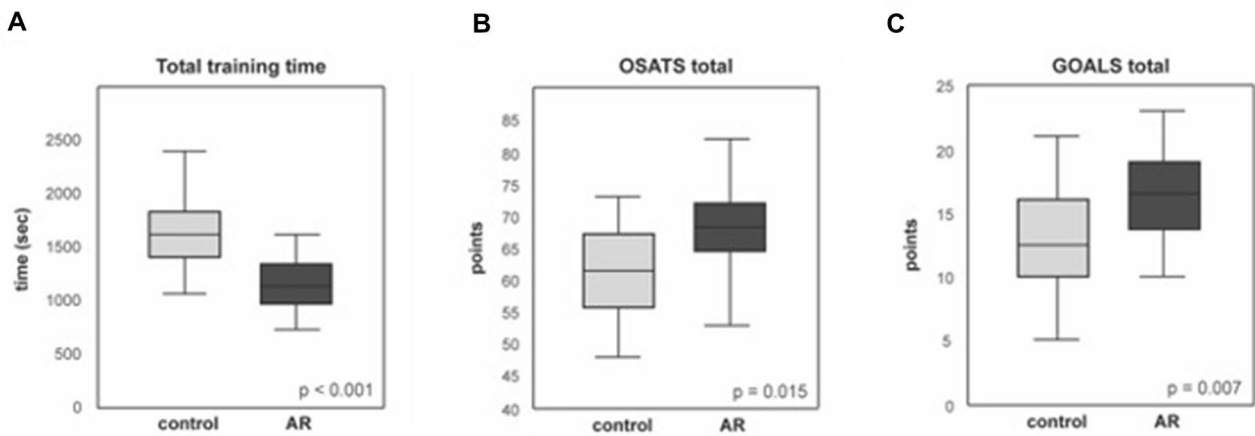 A
Total training time
time (sec)
2500
2000
1500
1000
500
0
p < 0.001
control AR
B
OSATS total
points
85
80
75
70
65
60
55
50
45
40
p = 0.015
control AR
C
GOALS total
points
25
20
15
10
5
0
p = 0.007
control AR